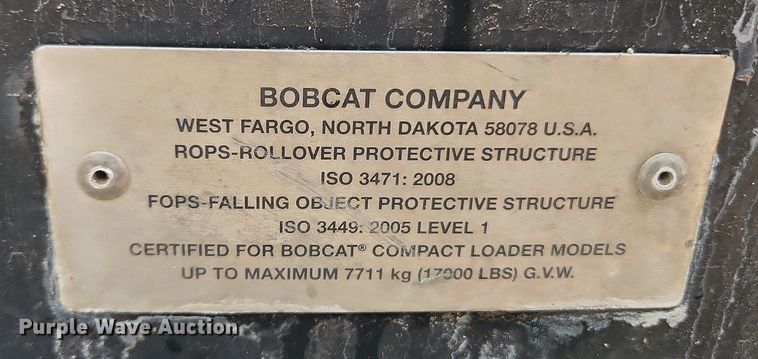 BOBCAT COMPANY
WEST FARGO, NORTH DAKOTA 58078 U.S.A.
ROPS-ROLLOVER PROTECTIVE STRUCTURE
ISO 3471: 2008
FOPS-FALLING OBJECT PROTECTIVE STRUCTURE
ISO 3449: 2005 LEVEL 1
CERTIFIED FOR BOBCAT® COMPACT LOADER MODELS
UP TO MAXIMUM 7711 kg (17000 LBS) G.V.W.
Purple Wave Auction